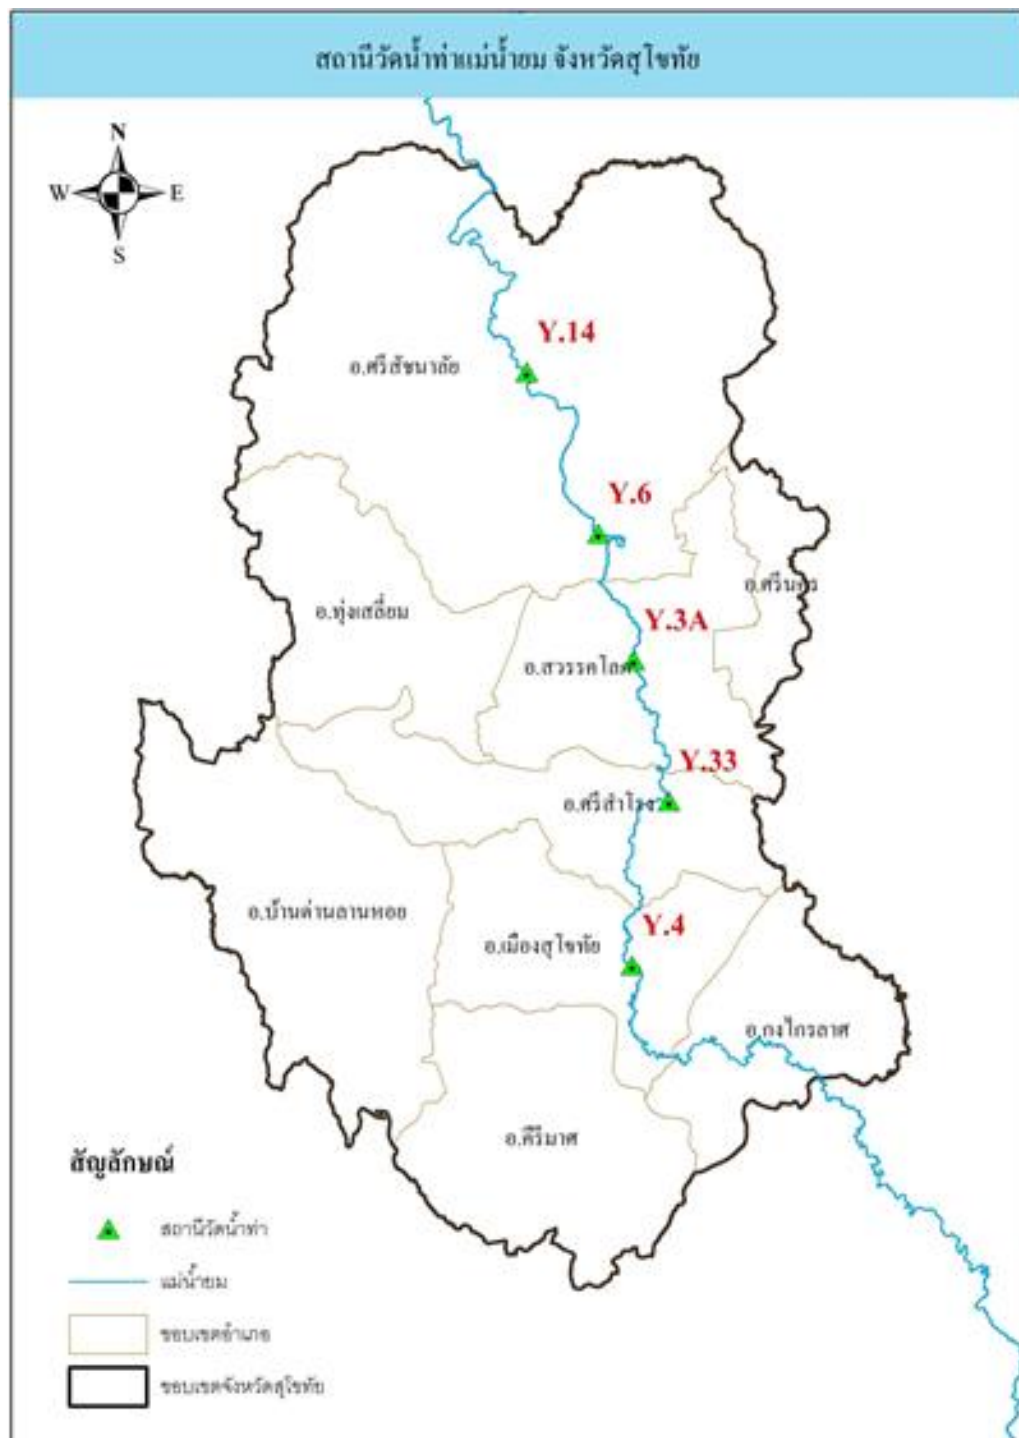 สถานีวัดน้ำท่าแม่น้ำยม จังหวัดสุโขทัย
N
W E
S
Y.14
อ.ศรีสัชนาลัย
Y.6
อ.ศรีนคร
อ.ทุ่งเสลี่ยม
Y.3A
อ.สวรรคโลก
Y.33
อ.ศรีสำโรง
อ.บ้านด่านลานหอย
Y.4
อ.เมืองสุโขทัย
อ.กงไกรลาศ
อ.คีรีมาศ
สัญลักษณ์
สถานีวัดน้ำท่า
แม่น้ำยม
ขอบเขตอำเภอ
ขอบเขตจังหวัดสุโขทัย